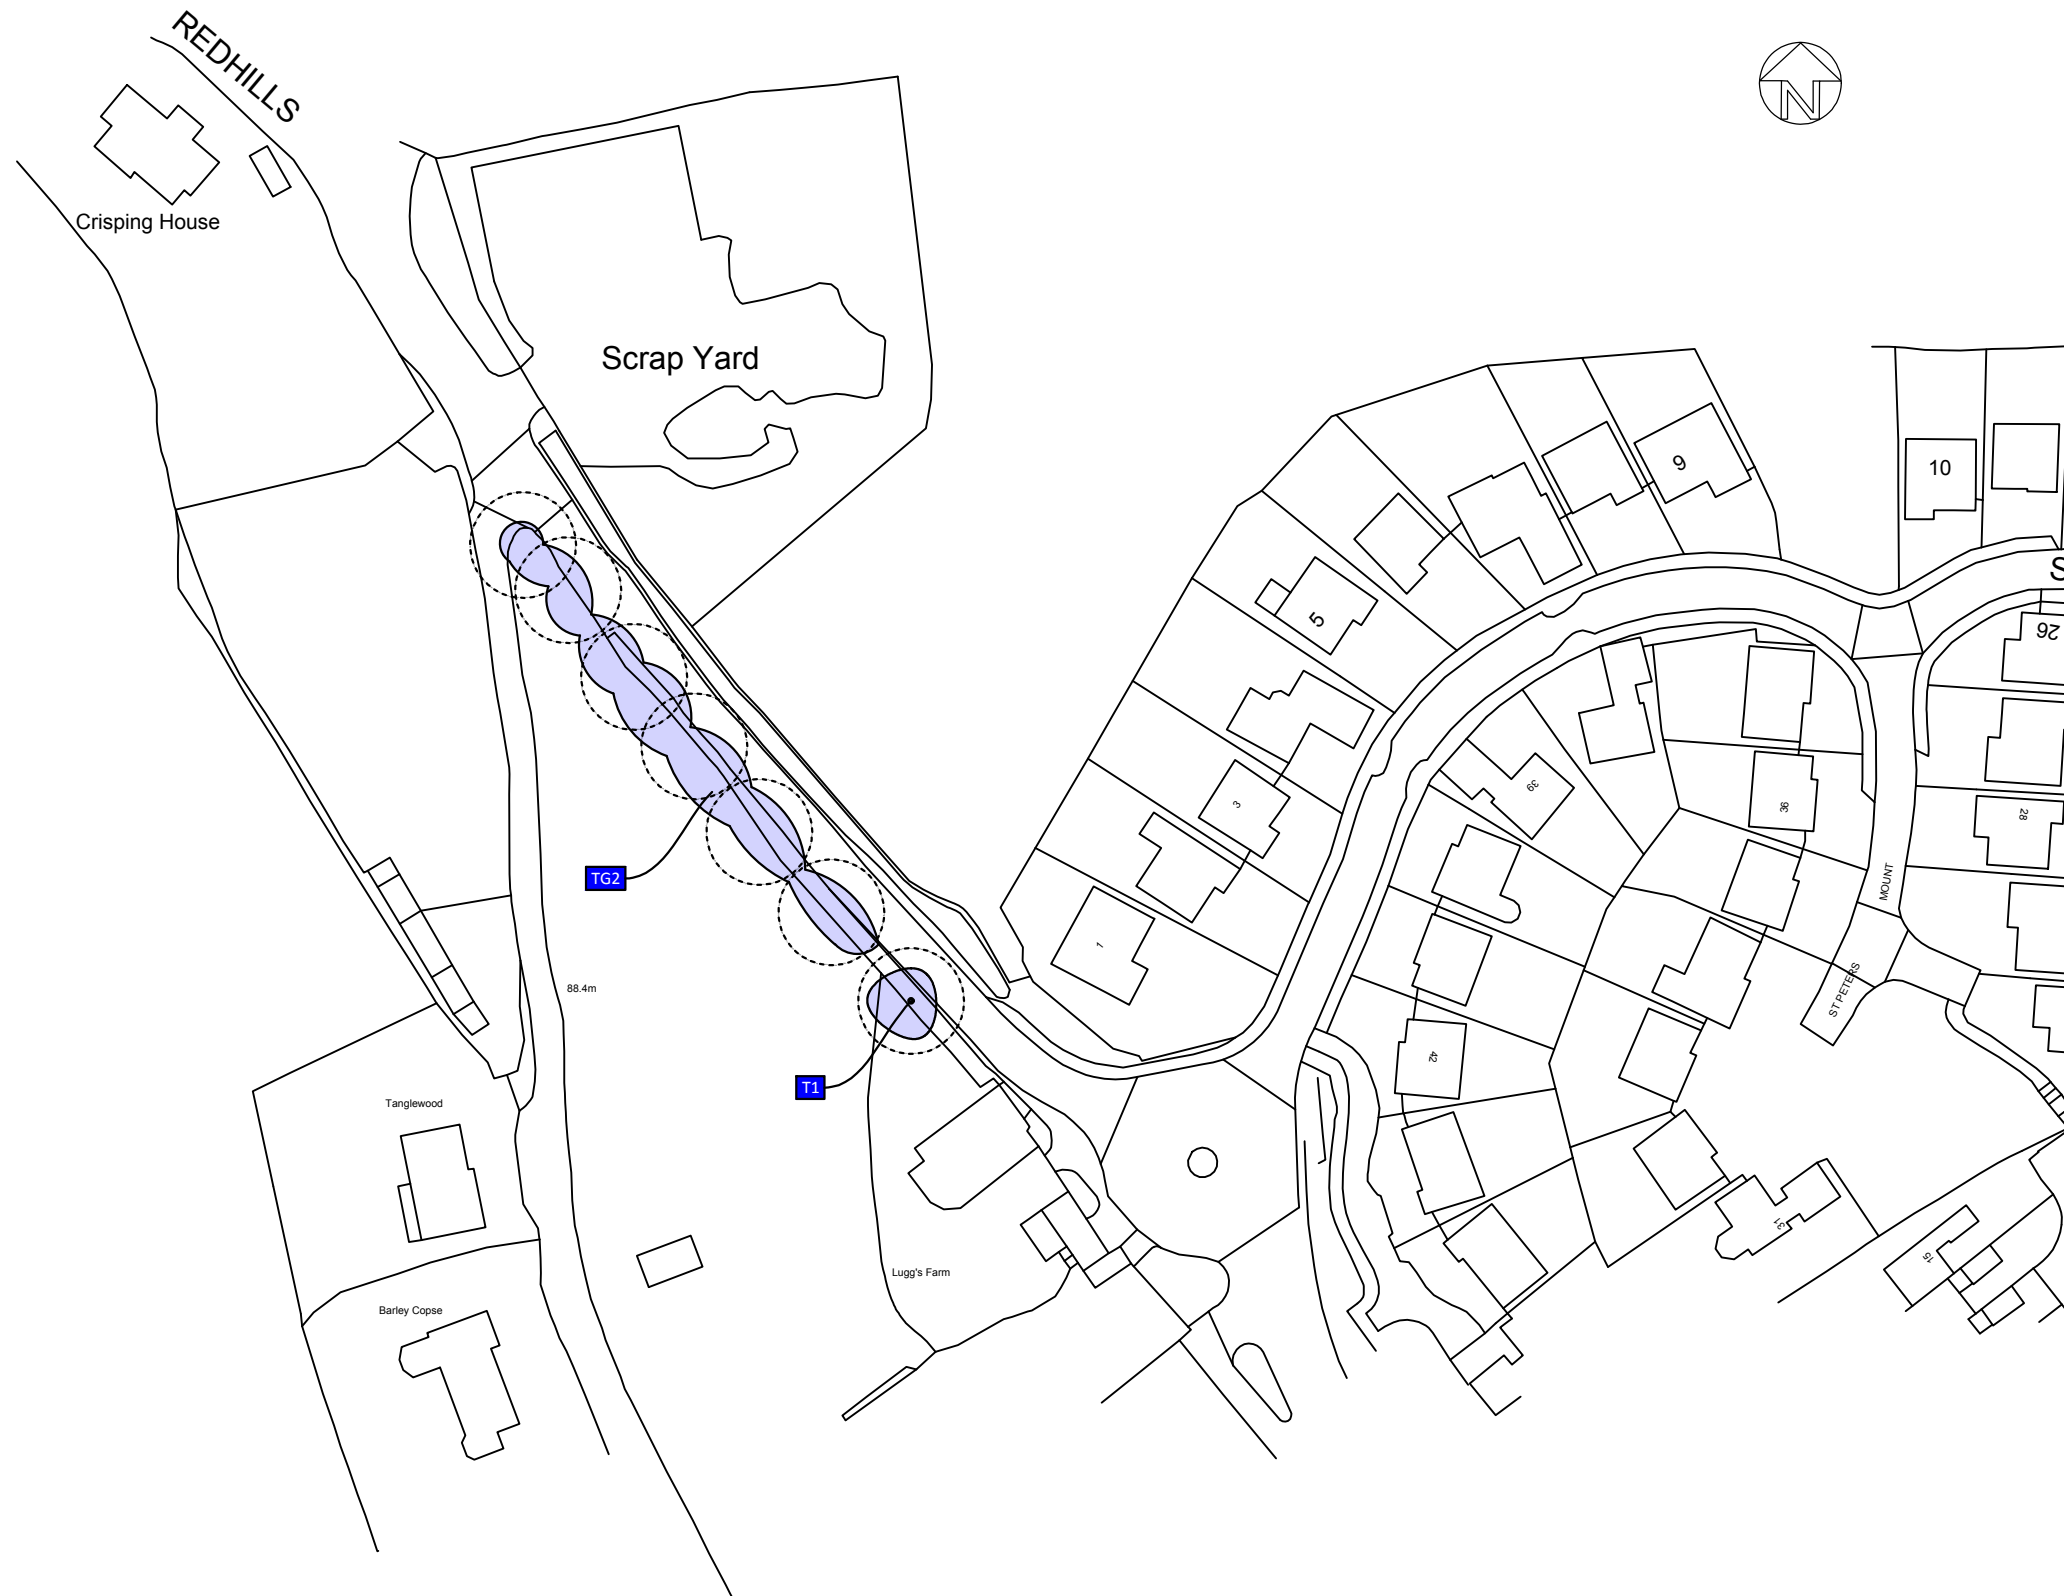 REDHILLS
N
Crisping House
Scrap Yard
9
10
S
5
26
3
39
36
28
MOUNT
TG2
1
ST PETERS
88.4m
42
T1
Tanglewood
31
15
Lugg's Farm
Barley Copse